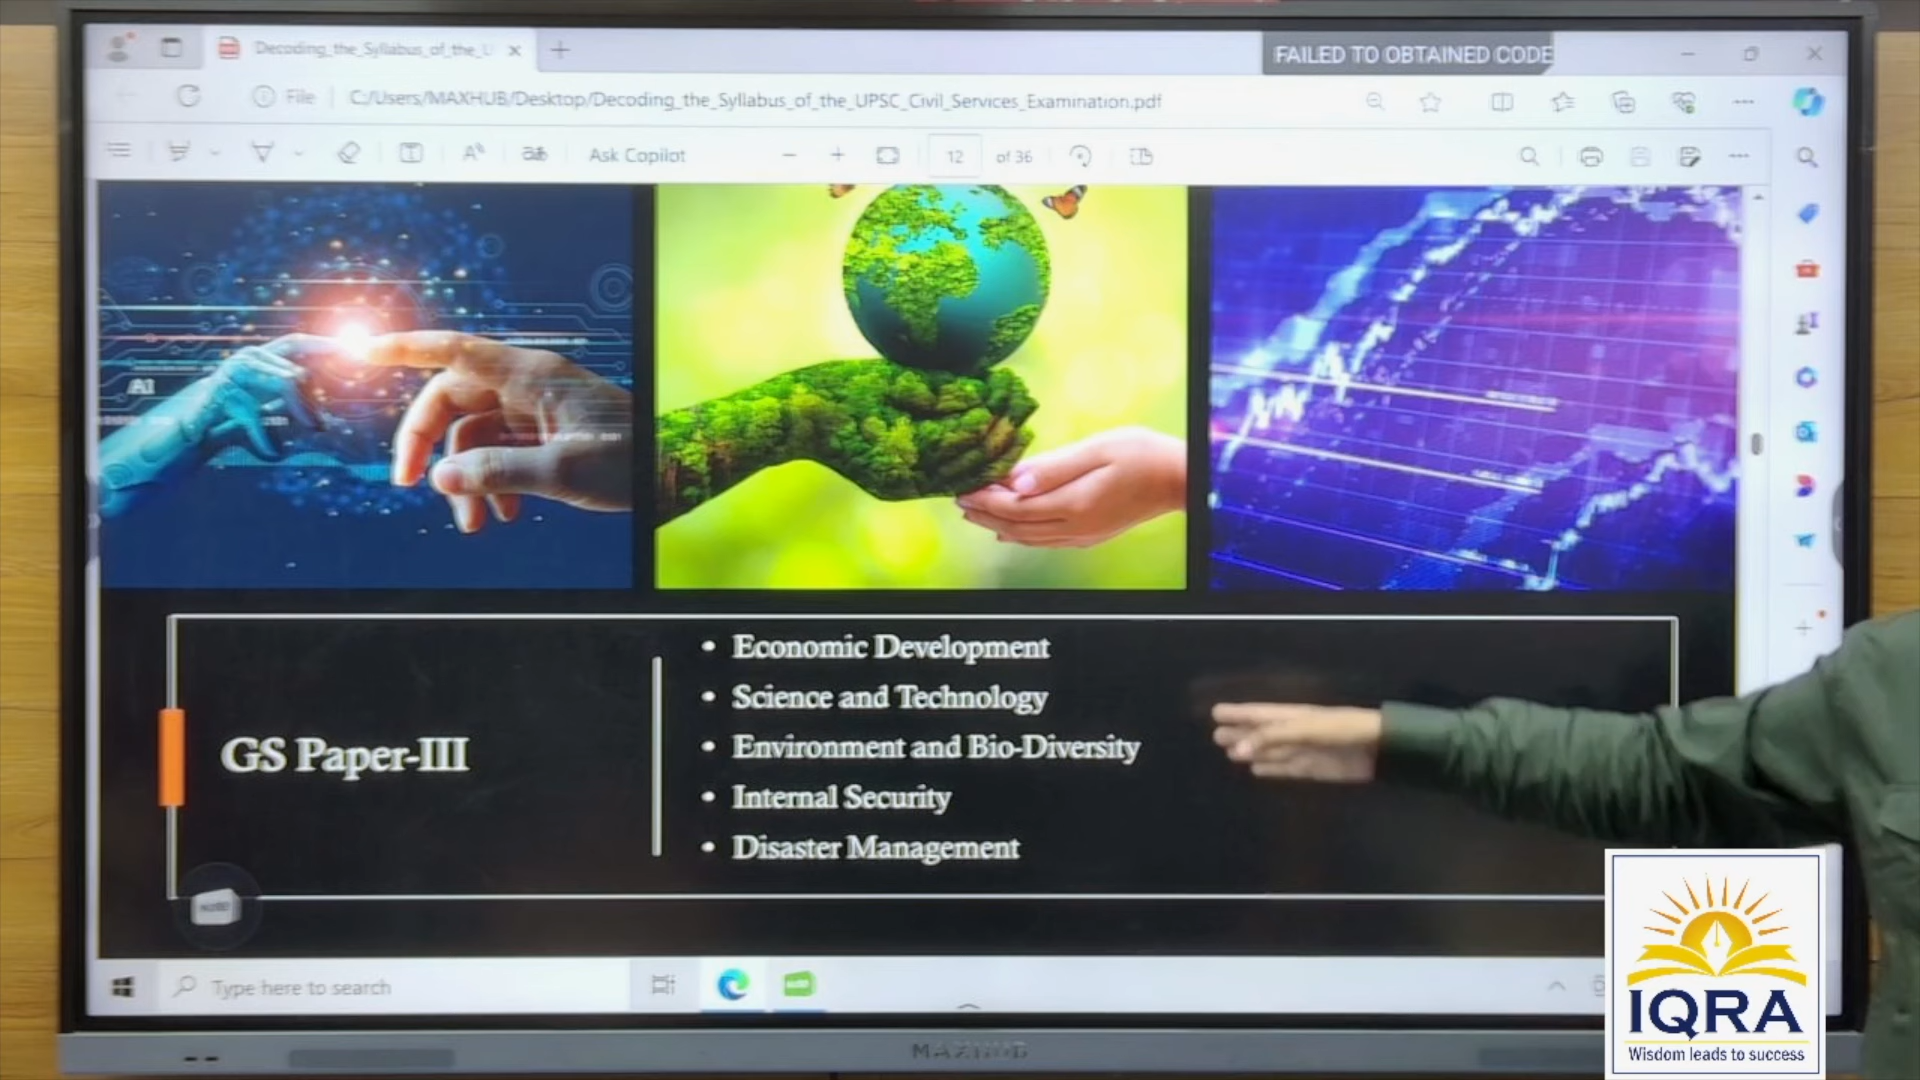 Decoding_the_Syllabus_of_the_U
FAILED TO OBTAINED CODE
File
C:/Users/MAXHUB/Desktop/Decoding_the_Syllabus_of_the_UPSC_Civil_Services_Examination.pdf
Ask Copilot
12
of 36
AI
GS Paper-III
• Economic Development
• Science and Technology
• Environment and Bio-Diversity
• Internal Security
• Disaster Management
Type here to search
MAXHUB
IQRA
Wisdom leads to success